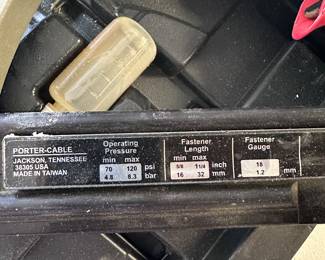 PORTER-CABLE
JACKSON, TENNESSEE
38305 USA
MADE IN TAIWAN
Operating
Pressure
min max
70 120 psi
4.8 8.3 bar
Fastener
Length
min max
5/8 1 1/4 inch
16 32 mm
Fastener
Gauge
18
1.2 mm